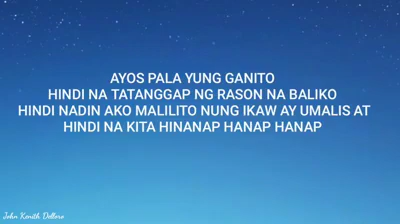 AYOS PALA YUNG GANITO
HINDI NA TATANGGAP NG RASON NA BALIKO
HINDI NADIN AKO MALILITO NUNG IKAW AY UMALIS AT
HINDI NA KITA HINANAP HANAP HANAP
John Kenith Delloro